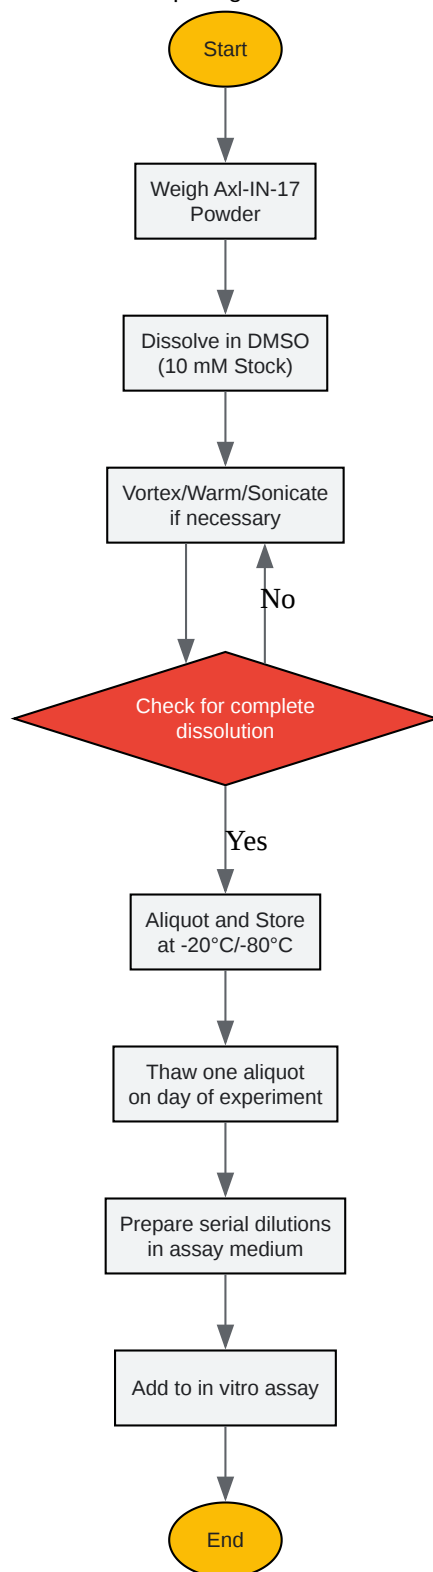 Start
Weigh Axl-IN-17
Powder
Dissolve in DMSO
(10 mM Stock)
Vortex/Warm/Sonicate
if necessary
No
Check for complete
dissolution
Yes
Aliquot and Store
at -20°C/-80°C
Thaw one aliquot
on day of experiment
Prepare serial dilutions
in assay medium
Add to in vitro assay
End